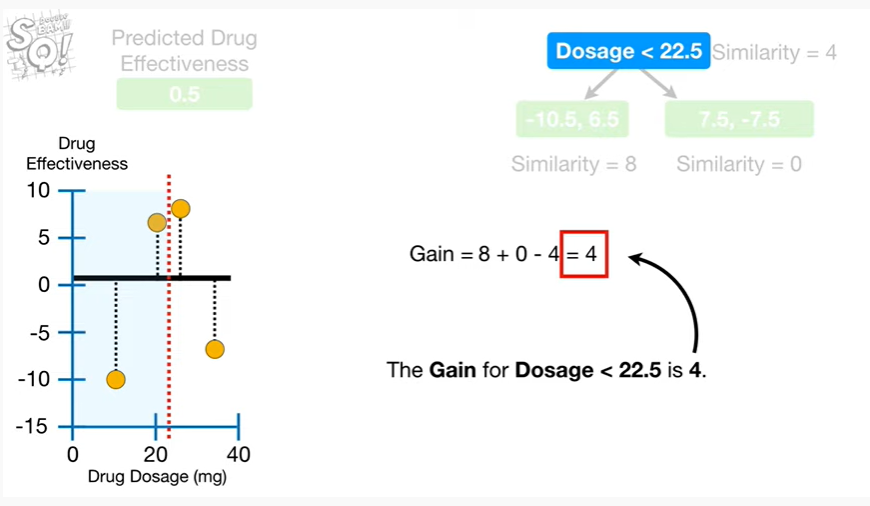 StatQuest!!!
Predicted Drug
Effectiveness
0.5
Dosage < 22.5 Similarity = 4
-10.5, 6.5 7.5, -7.5
Similarity = 8 Similarity = 0
Drug
Effectiveness
10
5
0
-5
-10
-15
0 20 40
Drug Dosage (mg)
Gain = 8 + 0 - 4 = 4
The Gain for Dosage < 22.5 is 4.